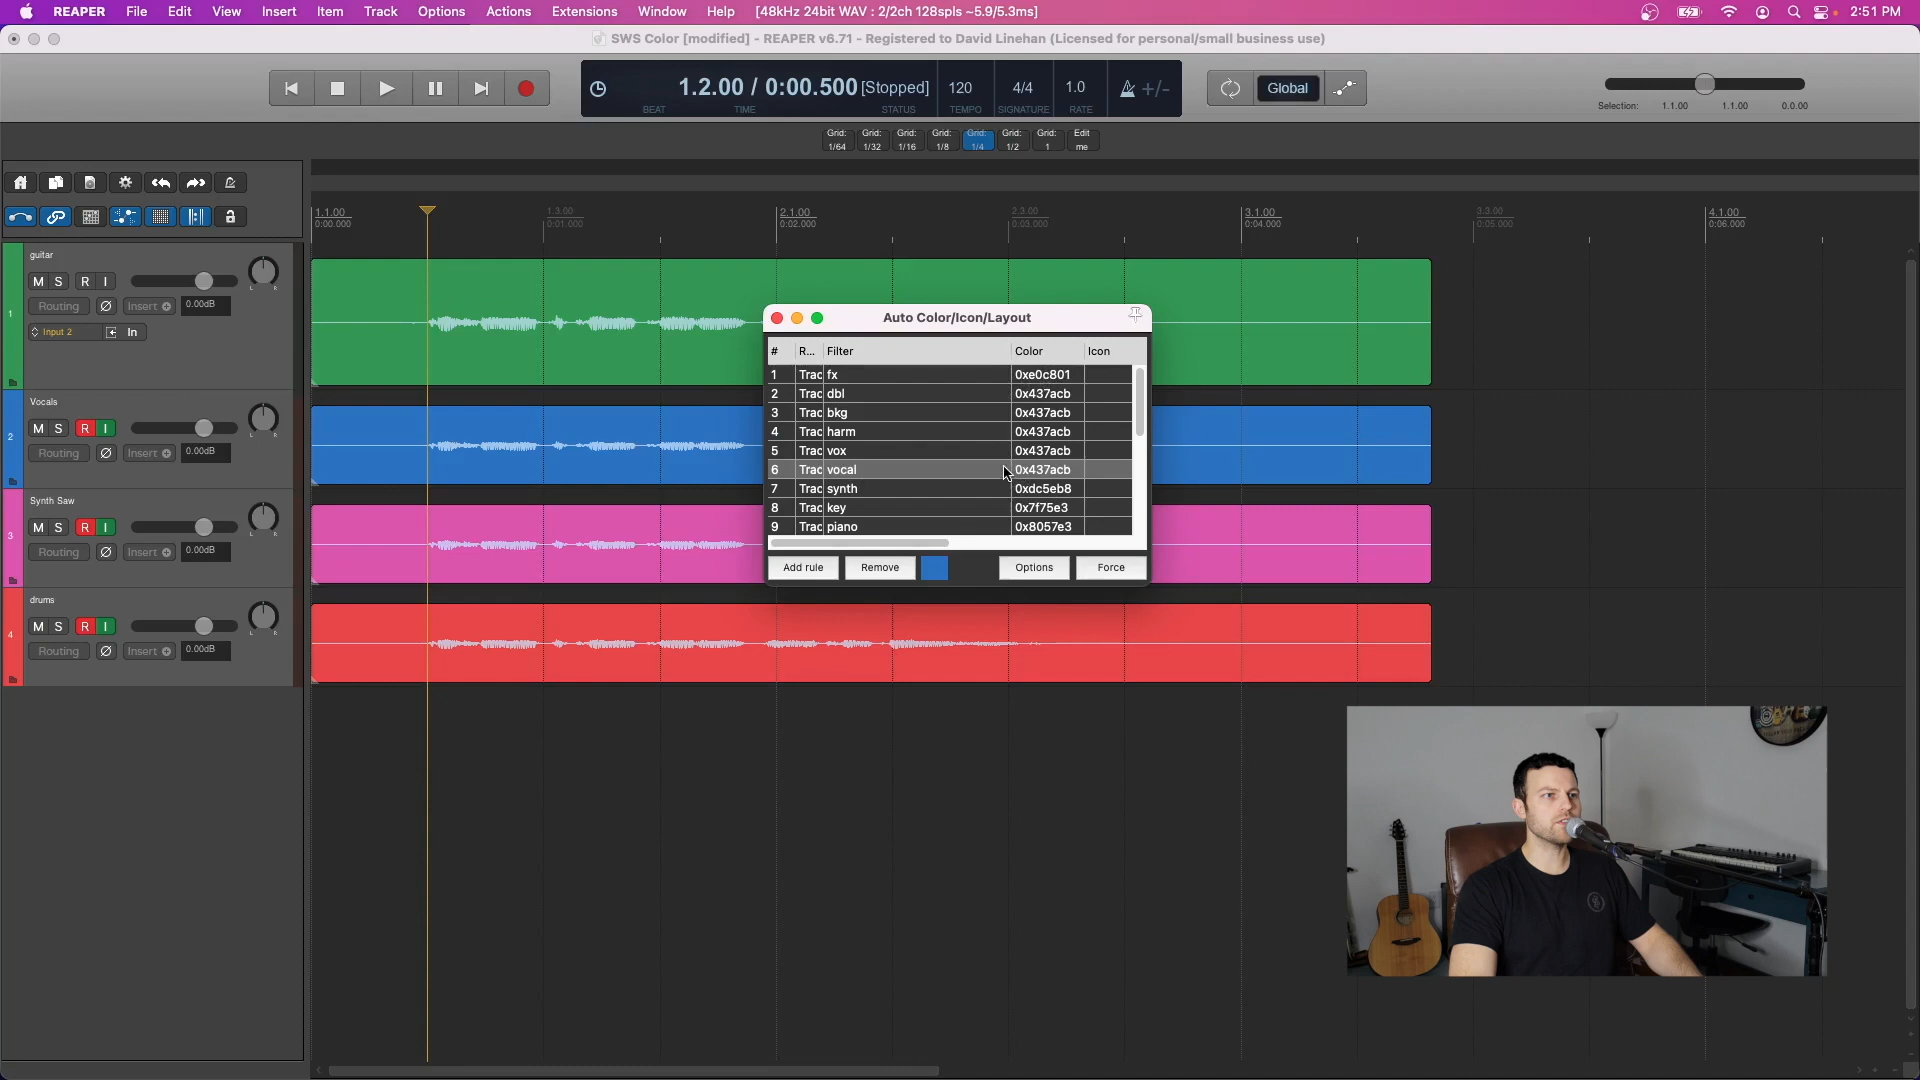 REAPER File Edit View Insert Item Track Options Actions Extensions Window Help [48kHz 24bit WAV : 2/2ch 128spls ~5.9/5.3ms] 2:51 PM
SWS Color [modified] - REAPER v6.71 - Registered to David Linehan (Licensed for personal/small business use)
1.2.00 / 0:00.500 [Stopped] 120 4/4 1.0 +/-
BEAT TIME STATUS TEMPO SIGNATURE RATE
Global
Selection: 1.1.00 1.1.00 0.0.00
Grid: Grid: Grid: Grid: Grid: Grid: Grid: Edit
1/64 1/32 1/16 1/8 1/4 1/2 1 me
1.1.00 1.3.00 2.1.00 2.3.00 3.1.00 3.3.00 4.1.00
0:00.000 0:01.000 0:02.000 0:03.000 0:04.000 0:05.000 0:06.000
1
guitar
M S R I
L R
Routing Ø Insert 0.00dB
Input 2 In
2
Vocals
M S R I
L R
Routing Ø Insert 0.00dB
3
Synth Saw
M S R I
L R
Routing Ø Insert 0.00dB
4
drums
M S R I
L R
Routing Ø Insert 0.00dB
Auto Color/Icon/Layout
# R... Filter Color Icon
1 Trac fx 0xe0c801
2 Trac dbl 0x437acb
3 Trac bkg 0x437acb
4 Trac harm 0x437acb
5 Trac vox 0x437acb
6 Trac vocal 0x437acb
7 Trac synth 0xdc5eb8
8 Trac key 0x7f75e3
9 Trac piano 0x8057e3
Add rule Remove Options Force